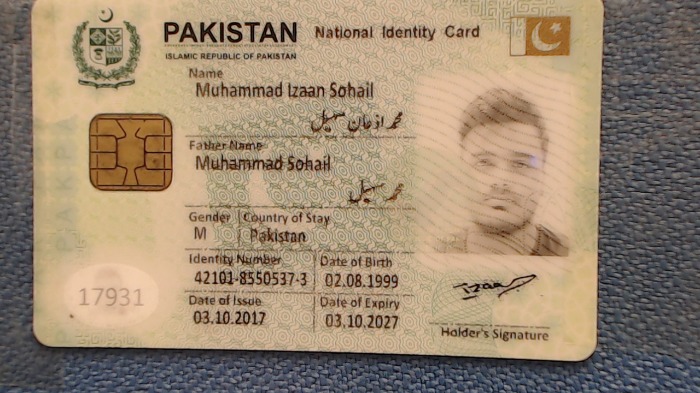 PAKISTAN National Identity Card
ISLAMIC REPUBLIC OF PAKISTAN
Name
Muhammad Izaan Sohail
محمد اذعان سہیل
Father Name
Muhammad Sohail
محمد سہیل
Gender Country of Stay
M Pakistan
Identity Number Date of Birth
42101-8550537-3 02.08.1999
Date of Issue Date of Expiry
03.10.2017 03.10.2027
17931
Izaan
Holder's Signature